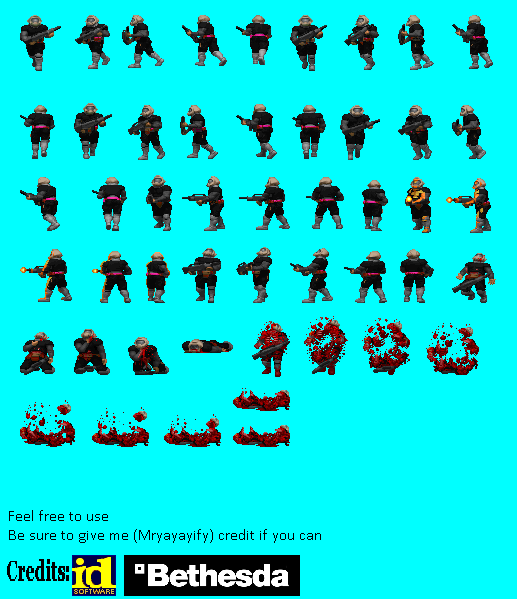 Feel free to use
Be sure to give me (Mryayayify) credit if you can
Credits: id SOFTWARE Bethesda